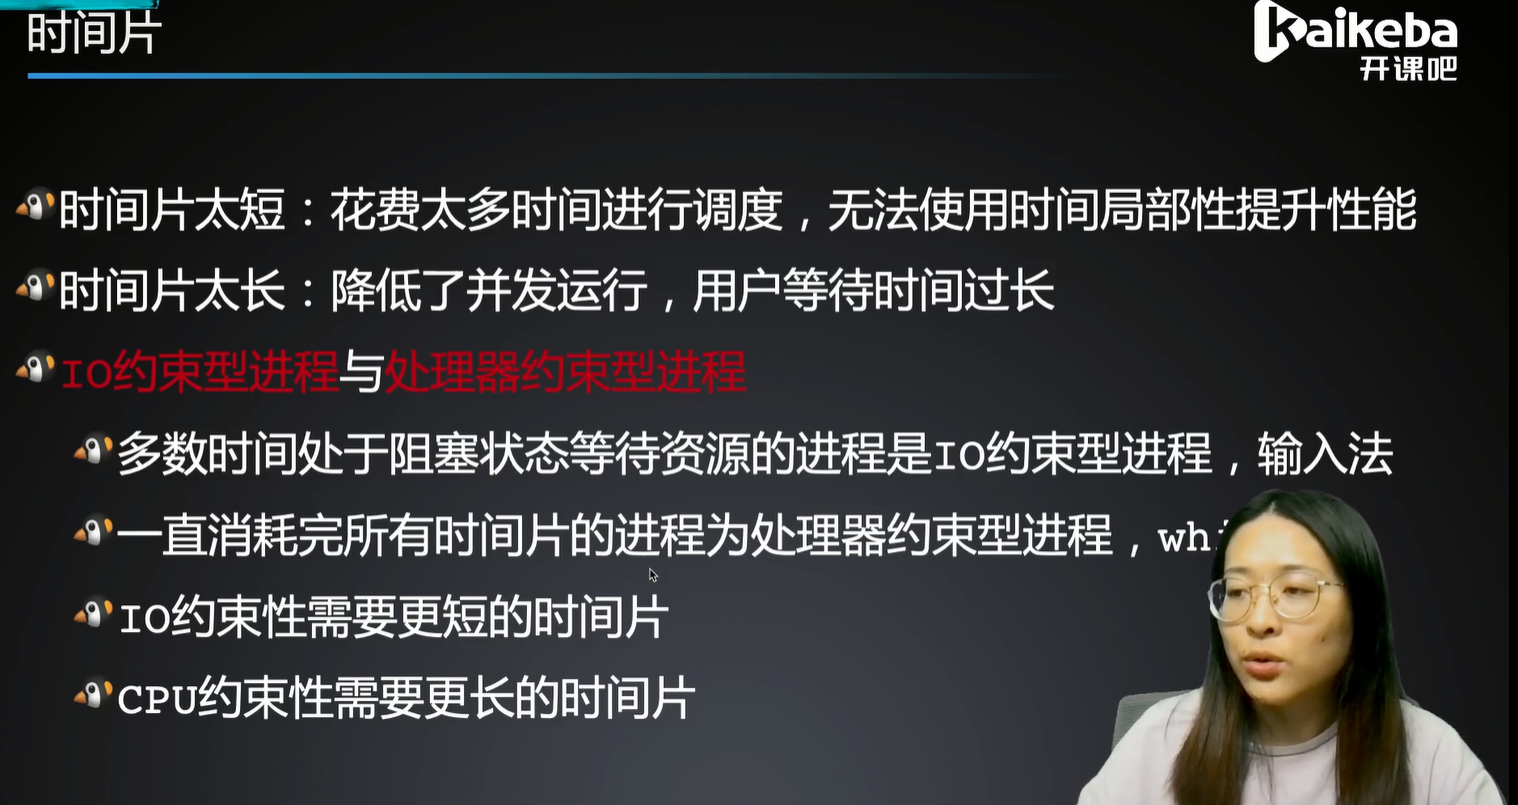 时间片
Kaikeba
开课吧
时间片太短：花费太多时间进行调度，无法使用时间局部性提升性能
时间片太长：降低了并发运行，用户等待时间过长
IO约束型进程与处理器约束型进程
多数时间处于阻塞状态等待资源的进程是IO约束型进程，输入法
一直消耗完所有时间片的进程为处理器约束型进程，
IO约束性需要更短的时间片
CPU约束性需要更长的时间片